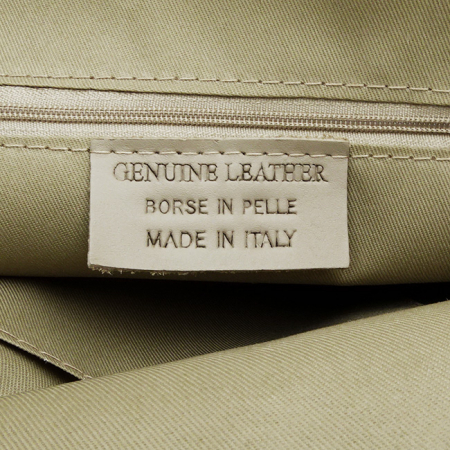 GENUINE LEATHER
BORSE IN PELLE
MADE IN ITALY